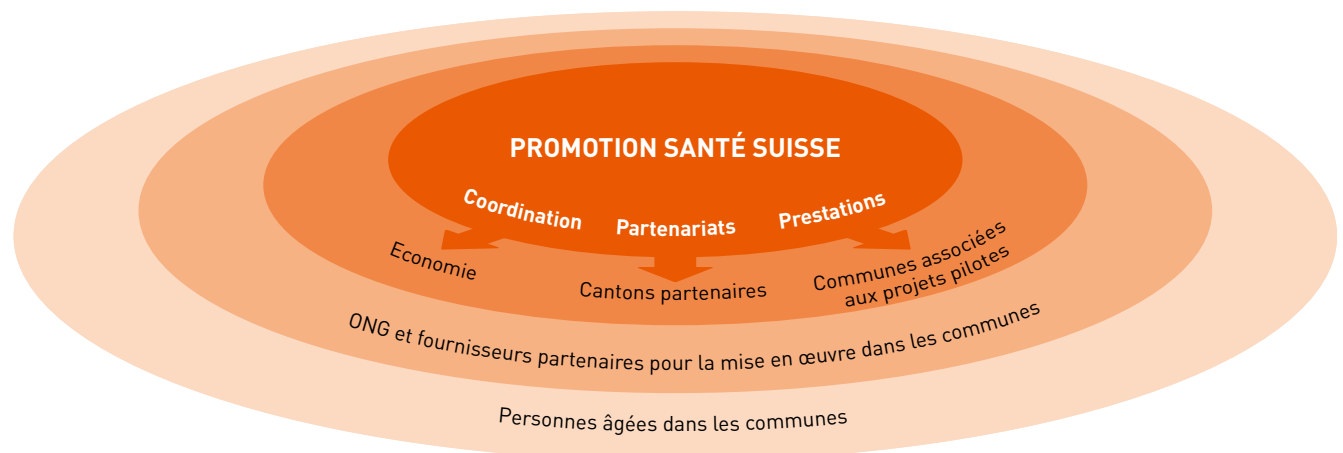 PROMOTION SANTÉ SUISSE
Coordination
Partenariats
Prestations
Economie
Cantons partenaires
Communes associées
aux projets pilotes
ONG et fournisseurs partenaires pour la mise en œuvre dans les communes
Personnes âgées dans les communes